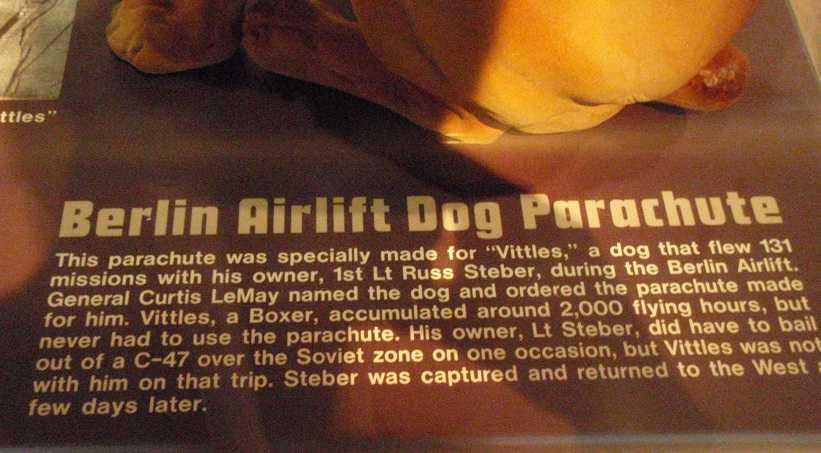 ttles"
Berlin Airlift Dog Parachute
This parachute was specially made for "Vittles," a dog that flew 131
missions with his owner, 1st Lt Russ Steber, during the Berlin Airlift.
General Curtis LeMay named the dog and ordered the parachute made
for him. Vittles, a Boxer, accumulated around 2,000 flying hours, but
never had to use the parachute. His owner, Lt Steber, did have to bail
out of a C-47 over the Soviet zone on one occasion, but Vittles was not
with him on that trip. Steber was captured and returned to the West a
few days later.